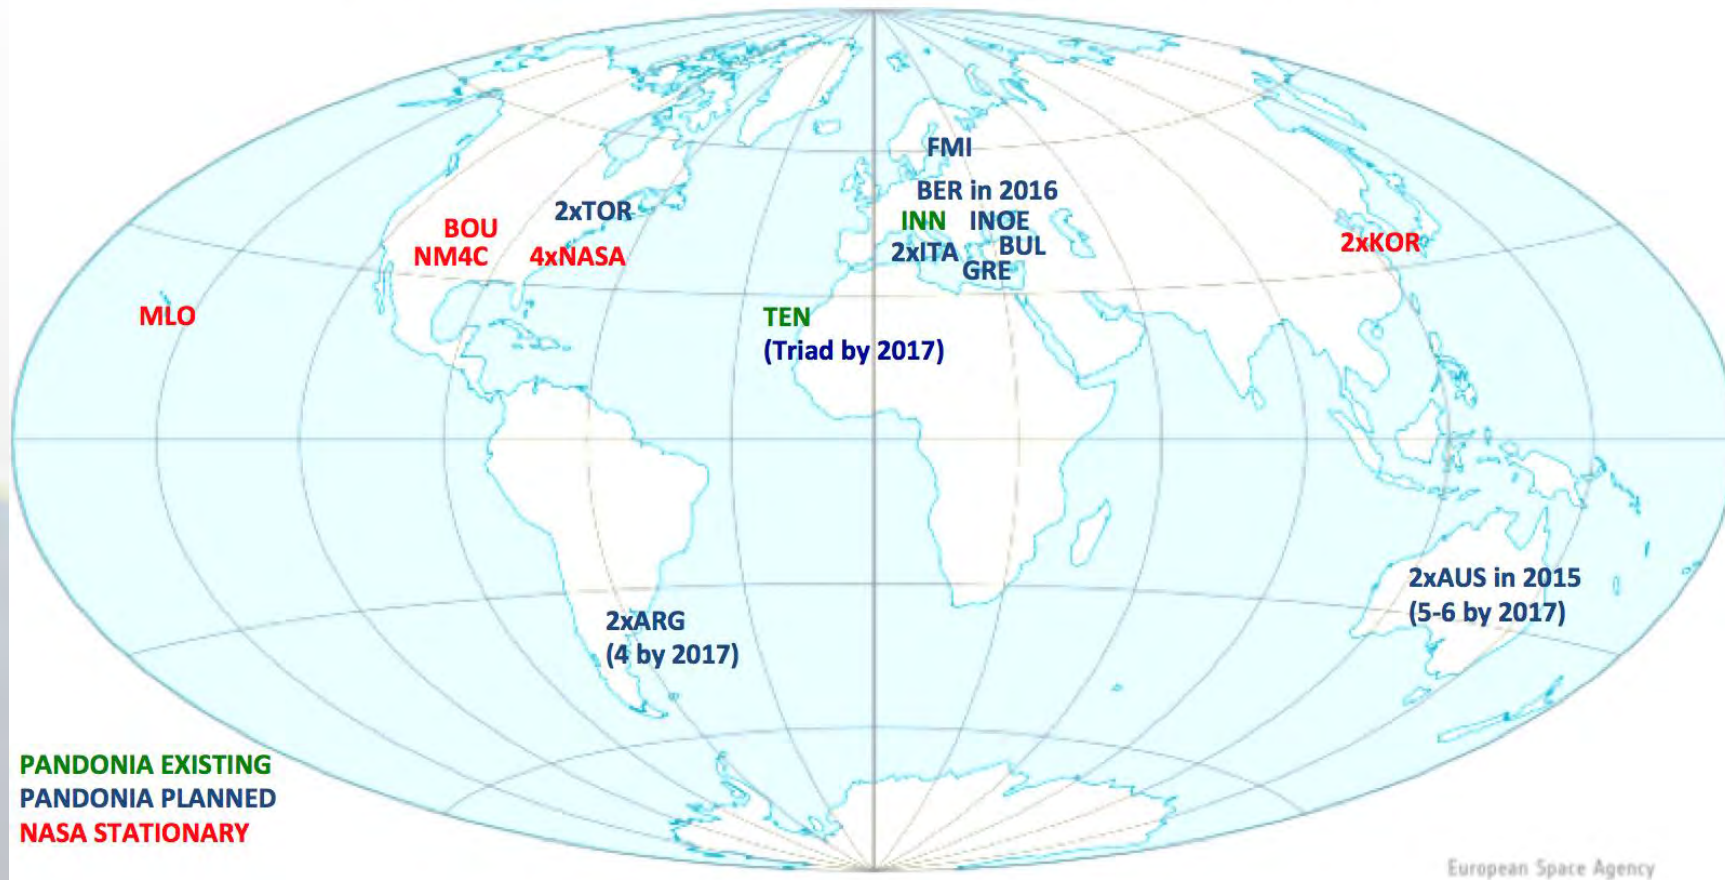 FMI
BER in 2016
2xTOR
INN INOE
BOU
2xKOR
BUL
2xITA
NM4C 4xNASA
GRE
MLO
TEN
(Triad by 2017)
2xAUS in 2015
(5-6 by 2017)
2xARG
(4 by 2017)
PANDONIA EXISTING
PANDONIA PLANNED
NASA STATIONARY
European Space Agency